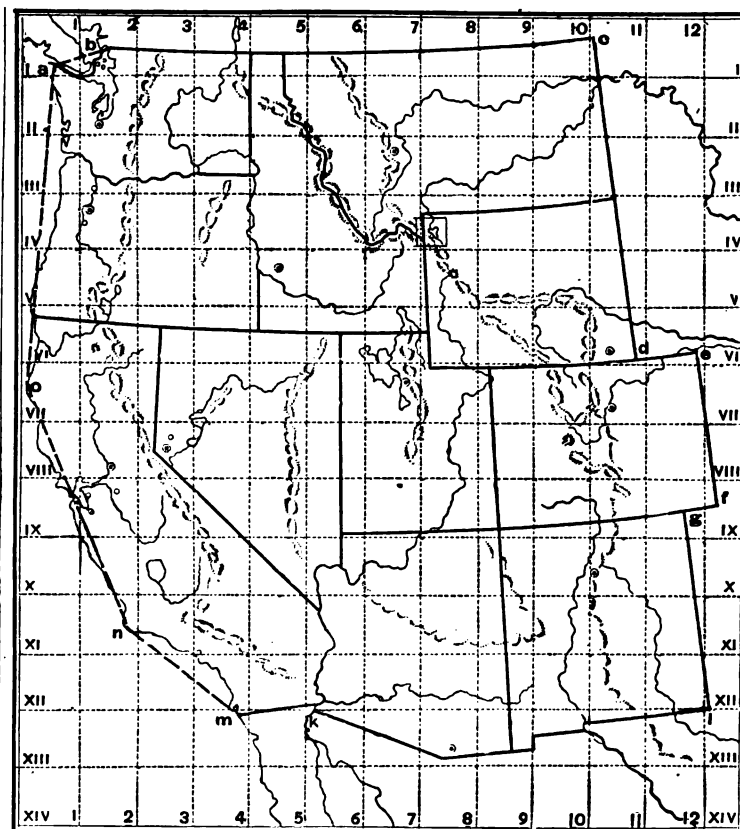 1 2 3 4 5 6 7 8 9 10 11 12
b c
I a I
II II
III III
IV IV
V V
VI d VI
o
VII VII
VIII VIII
f
g
IX IX
X X
n
XI XI
XII XII
m k
XIII XIII
XIV 1 2 3 4 5 6 7 8 9 10 11 12 XIV